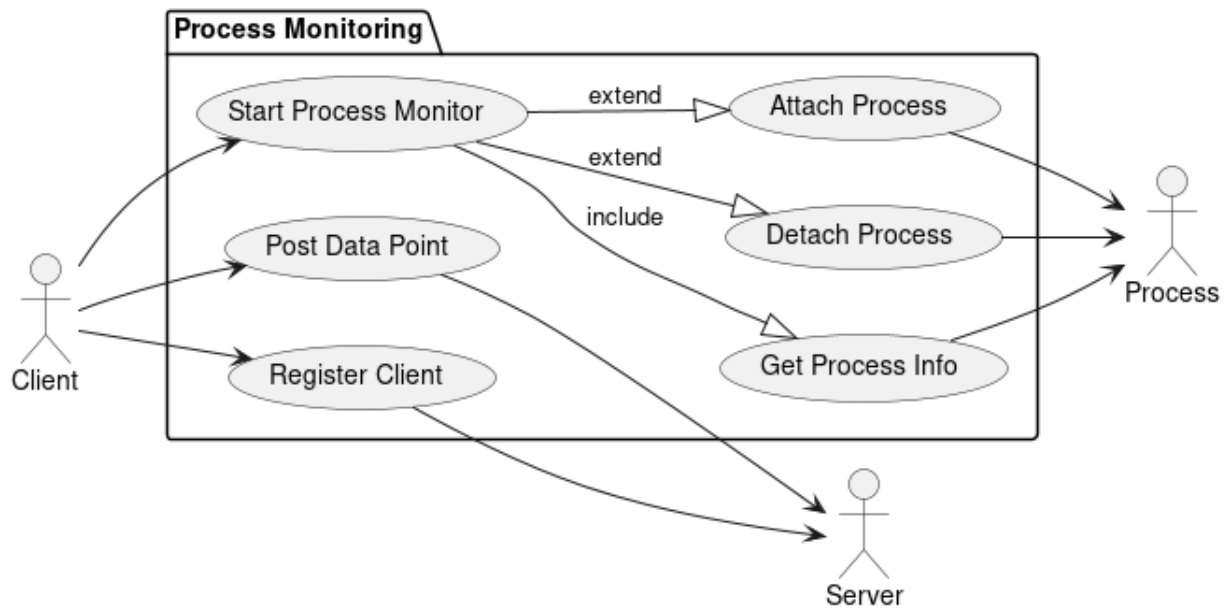 Process Monitoring
Start Process Monitor
extend
Attach Process
extend
include
Post Data Point
Detach Process
Process
Register Client
Get Process Info
Client
Server